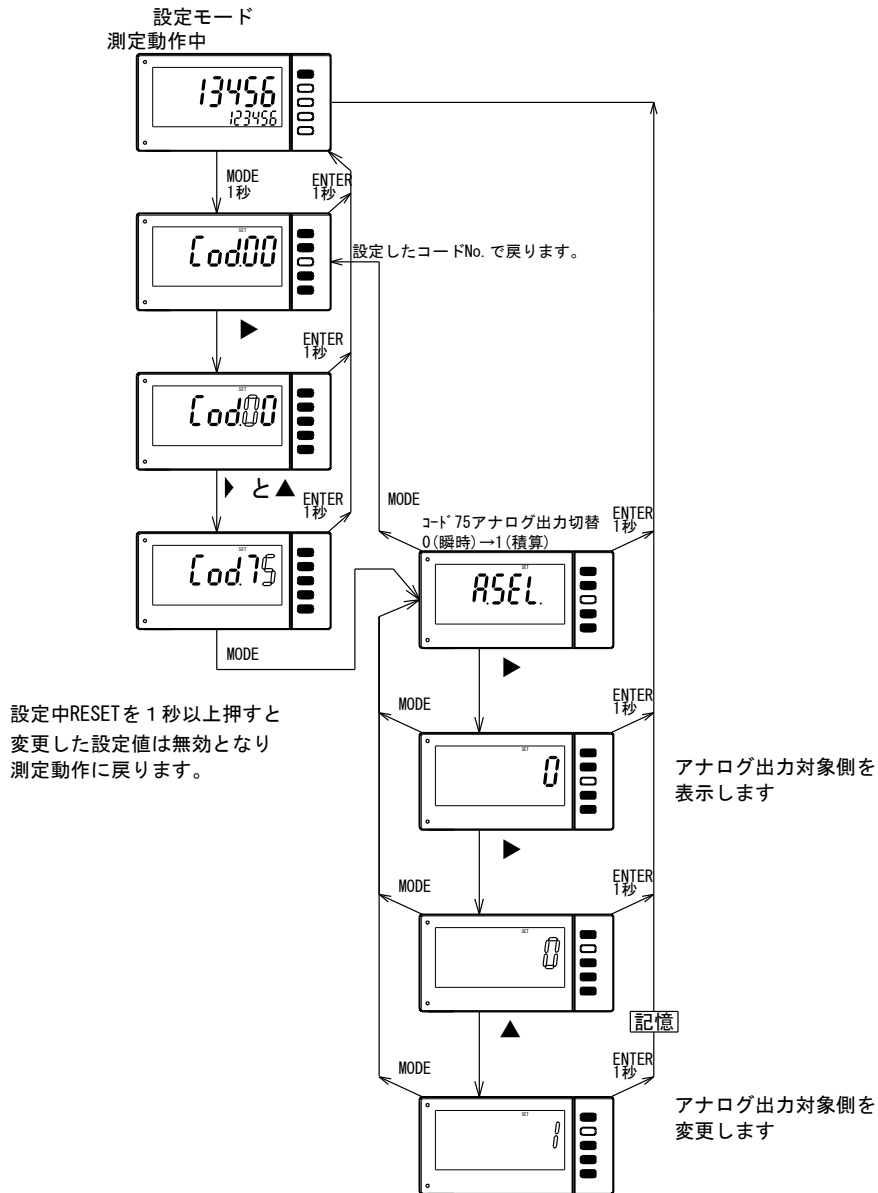 設定モード
測定動作中
13456
123456
MODE
1秒
ENTER
1秒
SET
Cod.00
設定したコードNo.で戻ります。
▶
ENTER
1秒
SET
Cod.00
▶ と▲
ENTER
1秒
MODE
コード75アナログ出力切替
0(瞬時)→1(積算)
ENTER
1秒
SET
Cod.75
SET
A.SEL.
MODE
▶
設定中RESETを1秒以上押すと
変更した設定値は無効となり
測定動作に戻ります。
MODE
ENTER
1秒
SET
0
アナログ出力対象側を
表示します
▶
MODE
ENTER
1秒
SET
0
▲
記憶
MODE
ENTER
1秒
SET
1
アナログ出力対象側を
変更します